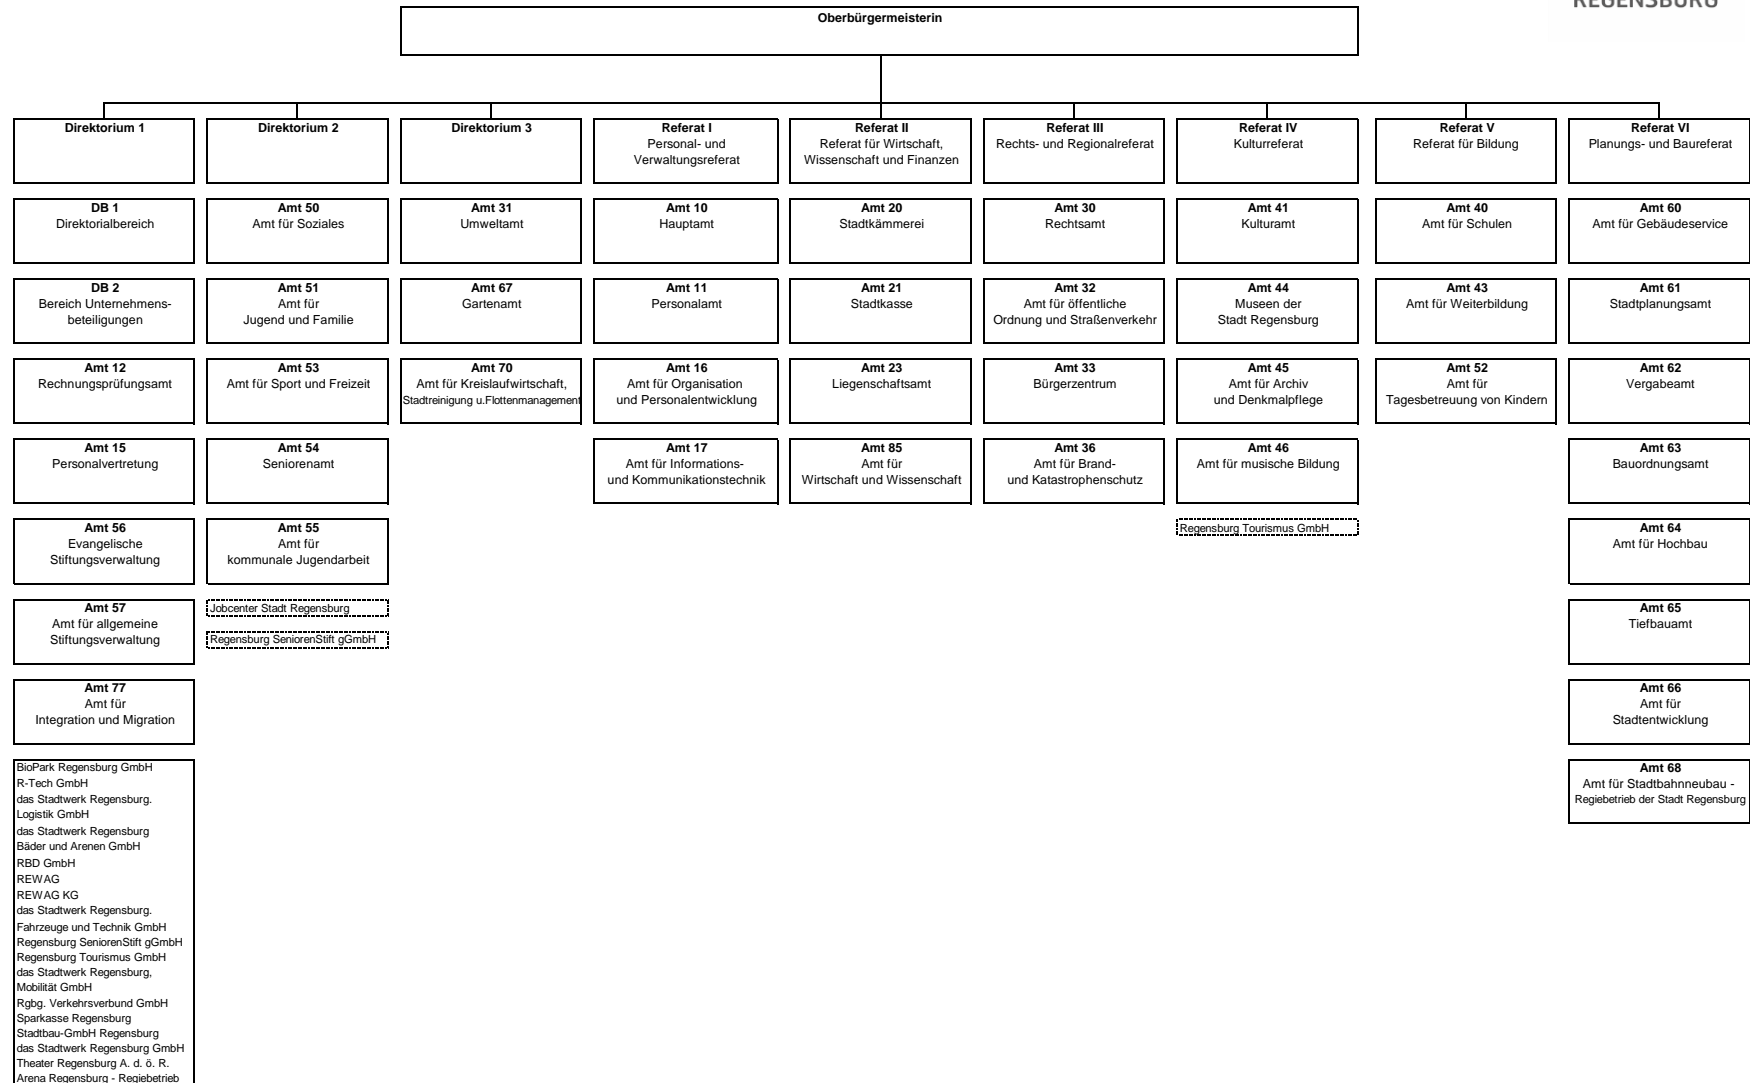 REGENSBURG
Oberbürgermeisterin
Direktorium 1
DB 1
Direktorialbereich
DB 2
Bereich Unternehmens-
beteiligungen
Amt 12
Rechnungsprüfungsamt
Amt 15
Personalvertretung
Amt 56
Evangelische
Stiftungsverwaltung
Amt 57
Amt für allgemeine
Stiftungsverwaltung
Amt 77
Amt für
Integration und Migration
BioPark Regensburg GmbH
R-Tech GmbH
das Stadtwerk Regensburg.
Logistik GmbH
das Stadtwerk Regensburg
Bäder und Arenen GmbH
RBD GmbH
REWAG
REWAG KG
das Stadtwerk Regensburg.
Fahrzeuge und Technik GmbH
Regensburg SeniorenStift gGmbH
Regensburg Tourismus GmbH
das Stadtwerk Regensburg,
Mobilität GmbH
Rgbg. Verkehrsverbund GmbH
Sparkasse Regensburg
Stadtbau-GmbH Regensburg
das Stadtwerk Regensburg GmbH
Theater Regensburg A. d. ö. R.
Arena Regensburg - Regiebetrieb
Direktorium 2
Amt 50
Amt für Soziales
Amt 51
Amt für
Jugend und Familie
Amt 53
Amt für Sport und Freizeit
Amt 54
Seniorenamt
Amt 55
Amt für
kommunale Jugendarbeit
Jobcenter Stadt Regensburg
Regensburg SeniorenStift gGmbH
Direktorium 3
Amt 31
Umweltamt
Amt 67
Gartenamt
Amt 70
Amt für Kreislaufwirtschaft,
Stadtreinigung u.Flottenmanagement
Referat I
Personal- und
Verwaltungsreferat
Amt 10
Hauptamt
Amt 11
Personalamt
Amt 16
Amt für Organisation
und Personalentwicklung
Amt 17
Amt für Informations-
und Kommunikationstechnik
Referat II
Referat für Wirtschaft,
Wissenschaft und Finanzen
Amt 20
Stadtkämmerei
Amt 21
Stadtkasse
Amt 23
Liegenschaftsamt
Amt 85
Amt für
Wirtschaft und Wissenschaft
Referat III
Rechts- und Regionalreferat
Amt 30
Rechtsamt
Amt 32
Amt für öffentliche
Ordnung und Straßenverkehr
Amt 33
Bürgerzentrum
Amt 36
Amt für Brand-
und Katastrophenschutz
Referat IV
Kulturreferat
Amt 41
Kulturamt
Amt 44
Museen der
Stadt Regensburg
Amt 45
Amt für Archiv
und Denkmalpflege
Amt 46
Amt für musische Bildung
Regensburg Tourismus GmbH
Referat V
Referat für Bildung
Amt 40
Amt für Schulen
Amt 43
Amt für Weiterbildung
Amt 52
Amt für
Tagesbetreuung von Kindern
Referat VI
Planungs- und Baureferat
Amt 60
Amt für Gebäudeservice
Amt 61
Stadtplanungsamt
Amt 62
Vergabeamt
Amt 63
Bauordnungsamt
Amt 64
Amt für Hochbau
Amt 65
Tiefbauamt
Amt 66
Amt für
Stadtentwicklung
Amt 68
Amt für Stadtbahnneubau -
Regiebetrieb der Stadt Regensburg